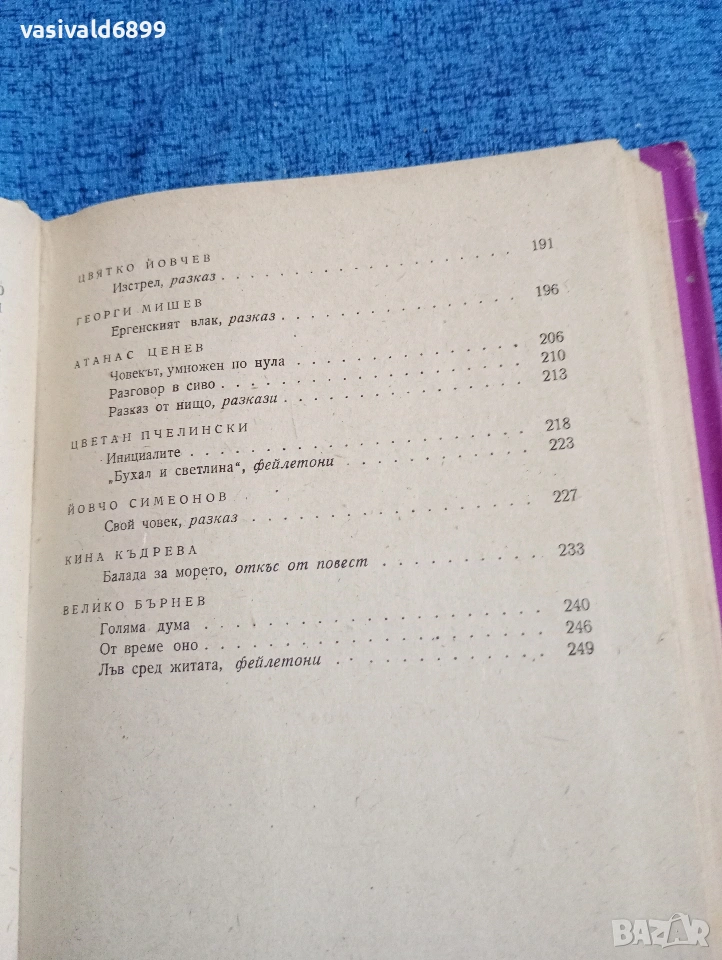 vasivald6899
ЦВЯТКО ЙОВЧЕВ
Изстрел, разказ . . . . . . . . . . . . . . . . . 191
ГЕОРГИ МИШЕВ
Ергенският влак, разказ . . . . . . . . . . . . . 196
АТАНАС ЦЕНЕВ
Човекът, умножен по нула . . . . . . . . . . . . 206
Разговор в сиво . . . . . . . . . . . . . . . . . 210
Разказ от нищо, разкази . . . . . . . . . . . . . 213
ЦВЕТАН ПЧЕЛИНСКИ
Инициалите . . . . . . . . . . . . . . . . . . . 218
„Бухал и светлина“, фейлетони . . . . . . . . . . 223
ЙОВЧО СИМЕОНОВ
Свой човек, разказ . . . . . . . . . . . . . . . 227
КИНА КЪДРЕВА
Балада за морето, откъс от повест . . . . . . . . 233
ВЕЛИКО БЪРНЕВ
Голяма дума . . . . . . . . . . . . . . . . . . . 240
От време оно . . . . . . . . . . . . . . . . . . 246
Лъв сред житата, фейлетони . . . . . . . . . . . 249
БАZАР